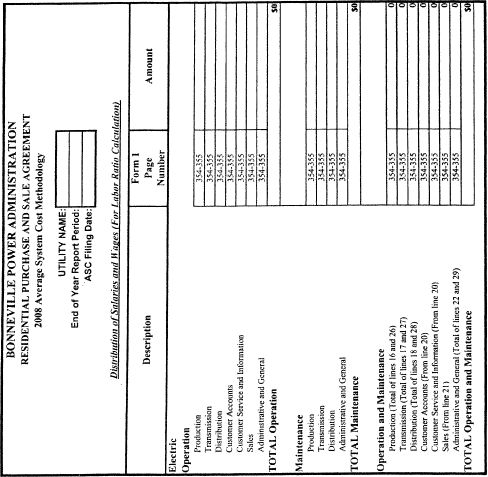 BONNEVILLE POWER ADMINISTRATION
RESIDENTIAL PURCHASE AND SALE AGREEMENT
2008 Average System Cost Methodology
UTILITY NAME:
End of Year Report Period:
ASC Filing Date:
Distribution of Salaries and Wages (For Labor Ratio Calculation)
Description Form 1 Page Number Amount
Electric
Operation
Production 354-355
Transmission 354-355
Distribution 354-355
Customer Accounts 354-355
Customer Service and Information 354-355
Sales 354-355
Administrative and General 354-355
TOTAL Operation $0
Maintenance
Production 354-355
Transmission 354-355
Distribution 354-355
Administrative and General 354-355
TOTAL Maintenance $0
Operation and Maintenance
Production (Total of lines 16 and 26) 354-355 0
Transmission (Total of lines 17 and 27) 354-355 0
Distribution (Total of lines 18 and 28) 354-355 0
Customer Accounts (From line 20) 354-355 0
Customer Service and Information (From line 20) 354-355 0
Sales (From line 21) 354-355 0
Administrative and General (Total of lines 22 and 29) 354-355 0
TOTAL Operation and Maintenance $0